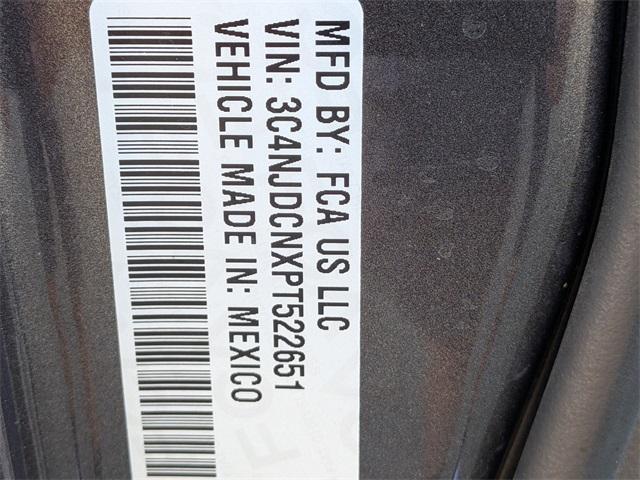 MFD BY: FCA US LLC
VIN: 3C4NJDCNXPT522651
VEHICLE MADE IN: MEXICO